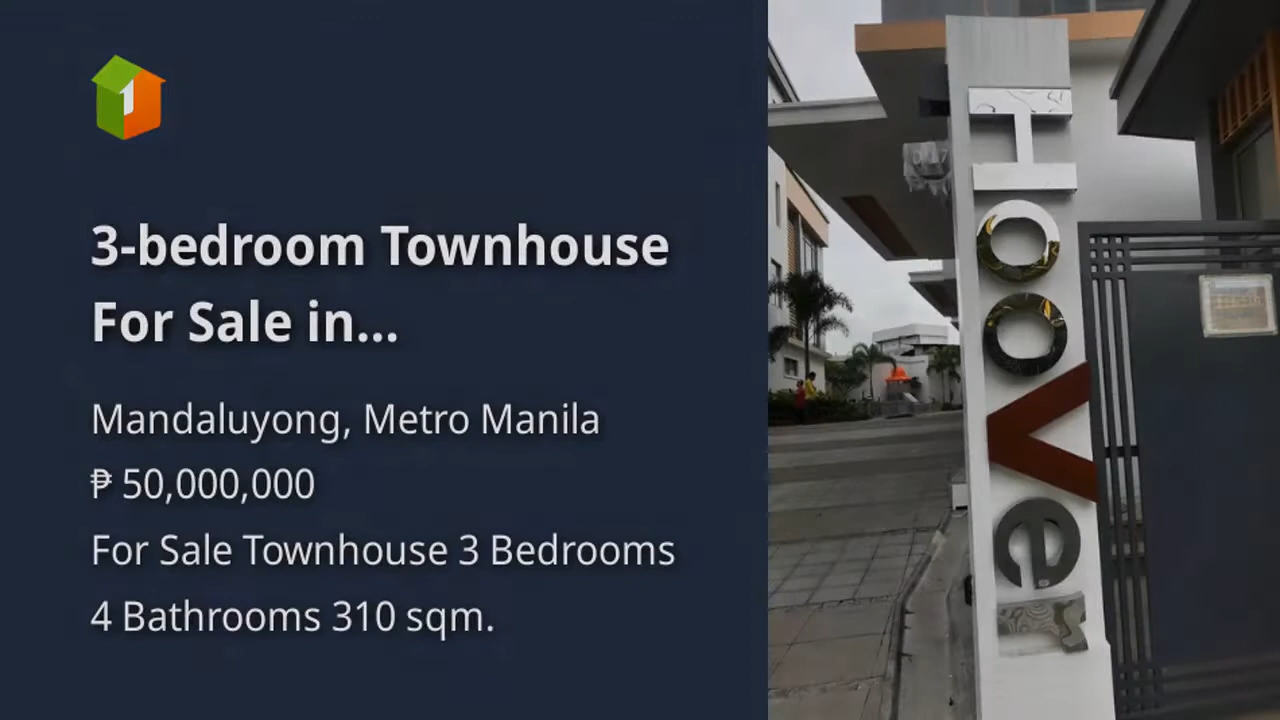 3-bedroom Townhouse
For Sale in...
Mandaluyong, Metro Manila
₱ 50,000,000
For Sale Townhouse 3 Bedrooms
4 Bathrooms 310 sqm.
Hoover